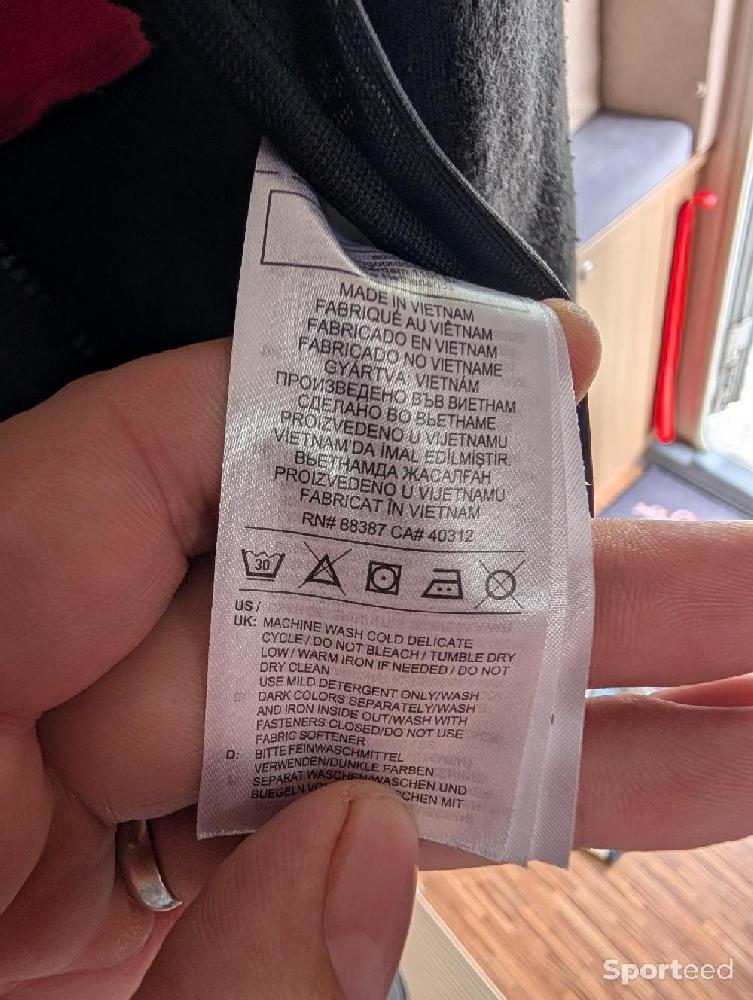 MADE IN VIETNAM
FABRIQUÉ AU VIÊTNAM
FABRICADO EN VIETNAM
FABRICADO NO VIETNAME
GYÁRTVA: VIETNÁM
ПРОИЗВЕДЕНО ВЪВ ВИЕТНАМ
СДЕЛАНО ВО ВЬЕТНАМЕ
PROIZVEDENO U VIJETNAMU
VIETNAM'DA İMAL EDİLMİŞTİR.
ВЬЕТНАМДА ЖАСАЛҒАН
PROIZVEDENO U VIJETNAMU
FABRICAT ÎN VIETNAM
RN# 88387 CA# 40312
30
US /
UK: MACHINE WASH COLD DELICATE
CYCLE / DO NOT BLEACH / TUMBLE DRY
LOW / WARM IRON IF NEEDED / DO NOT
DRY CLEAN
USE MILD DETERGENT ONLY/WASH
DARK COLORS SEPARATELY/WASH
AND IRON INSIDE OUT/WASH WITH
FASTENERS CLOSED/DO NOT USE
FABRIC SOFTENER
D: BITTE FEINWASCHMITTEL
VERWENDEN/DUNKLE FARBEN
SEPARAT WASCHEN/WASCHEN UND
BUEGELN MIT
Sporteed